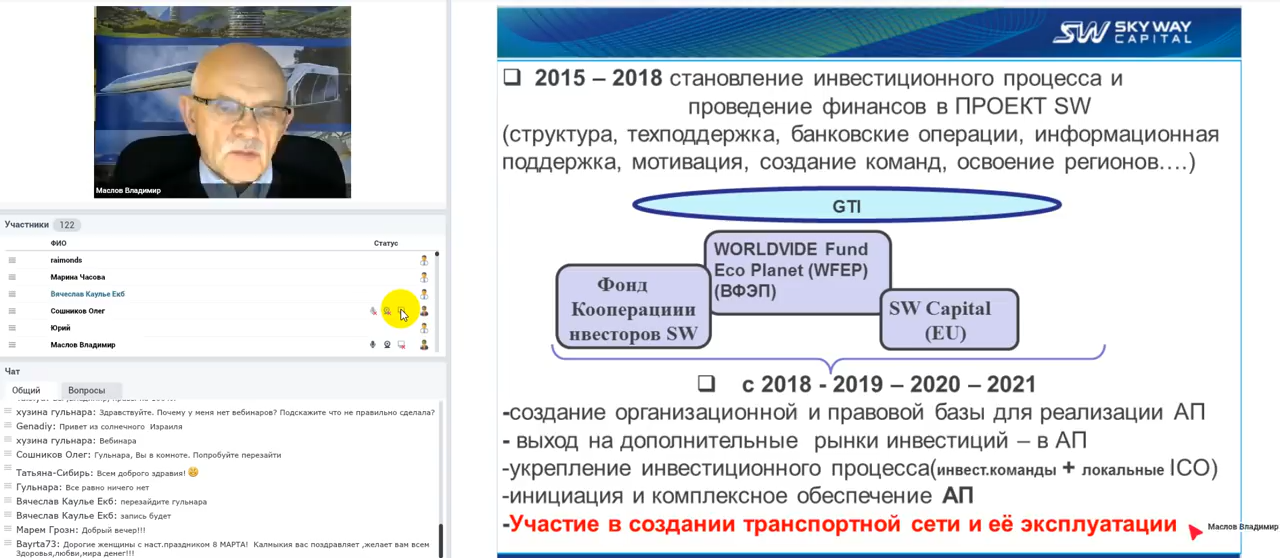 Маслов Владимир
Участники 122
ФИО Статус
raimonds
Марина Часова
Вячеслав Каулье Екб
Сошников Олег
Юрий
Маслов Владимир
Чат
Общий Вопросы
хузина гульнара: Здравствуйте. Почему у меня нет вебинаров? Подскажите что не правильно сделала?
Genadiy: Привет из солнечного Израиля
хузина гульнара: Вебинара
Сошников Олег: Гульнара, Вы в комноте. Попробуйте перезайти
Татьяна-Сибирь: Всем доброго здравия!
Гульнара: Все равно ничего нет
Вячеслав Каулье Екб: перезайдите гульнара
Вячеслав Каулье Екб: запись будет
Марем Грозн: Добрый вечер!!!
Bayrta73: Дорогие женщины с наст.праздником 8 МАРТА! Калмыкия вас поздравляет ,желает вам всем
Здоровья,любви,мира денег!!!
SW SKY WAY
CAPITAL
2015 – 2018 становление инвестиционного процесса и
проведение финансов в ПРОЕКТ SW
(структура, техподдержка, банковские операции, информационная
поддержка, мотивация, создание команд, освоение регионов….)
GTI
WORLDVIDE Fund
Eco Planet (WFEP)
(ВФЭП)
Фонд
Кооперациии
нвесторов SW
SW Capital
(EU)
с 2018 - 2019 – 2020 – 2021
-создание организационной и правовой базы для реализации АП
- выход на дополнительные рынки инвестиций – в АП
-укрепление инвестиционного процесса(инвест.команды + локальные ICO)
-инициация и комплексное обеспечение АП
-Участие в создании транспортной сети и её эксплуатации
Маслов Владимир